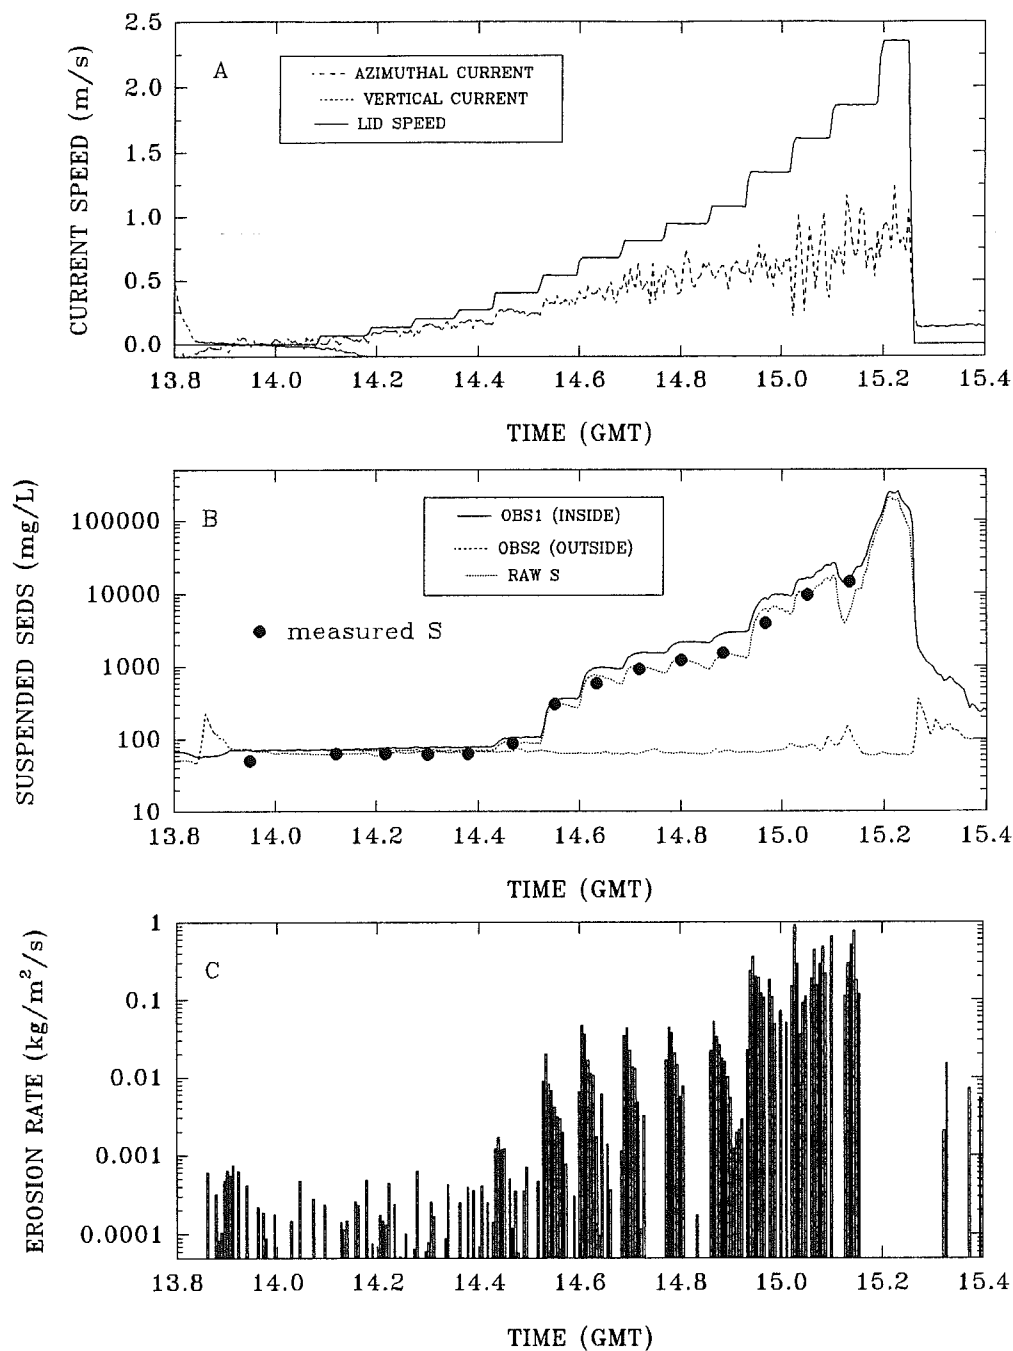 CURRENT SPEED (m/s)
2.5
2.0
1.5
1.0
0.5
0.0
A
AZIMUTHAL CURRENT
VERTICAL CURRENT
LID SPEED
13.8 14.0 14.2 14.4 14.6 14.8 15.0 15.2 15.4
TIME (GMT)
SUSPENDED SEDS (mg/L)
100000
10000
1000
100
10
B
OBS1 (INSIDE)
OBS2 (OUTSIDE)
RAW S
measured S
13.8 14.0 14.2 14.4 14.6 14.8 15.0 15.2 15.4
TIME (GMT)
EROSION RATE (kg/m²/s)
1
0.1
0.01
0.001
0.0001
C
13.8 14.0 14.2 14.4 14.6 14.8 15.0 15.2 15.4
TIME (GMT)